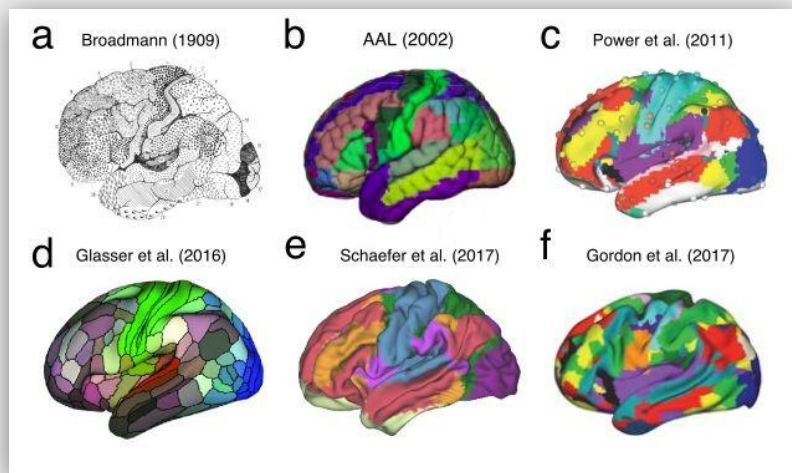 a Broadmann (1909)
b AAL (2002)
c Power et al. (2011)
d Glasser et al. (2016)
e Schaefer et al. (2017)
f Gordon et al. (2017)